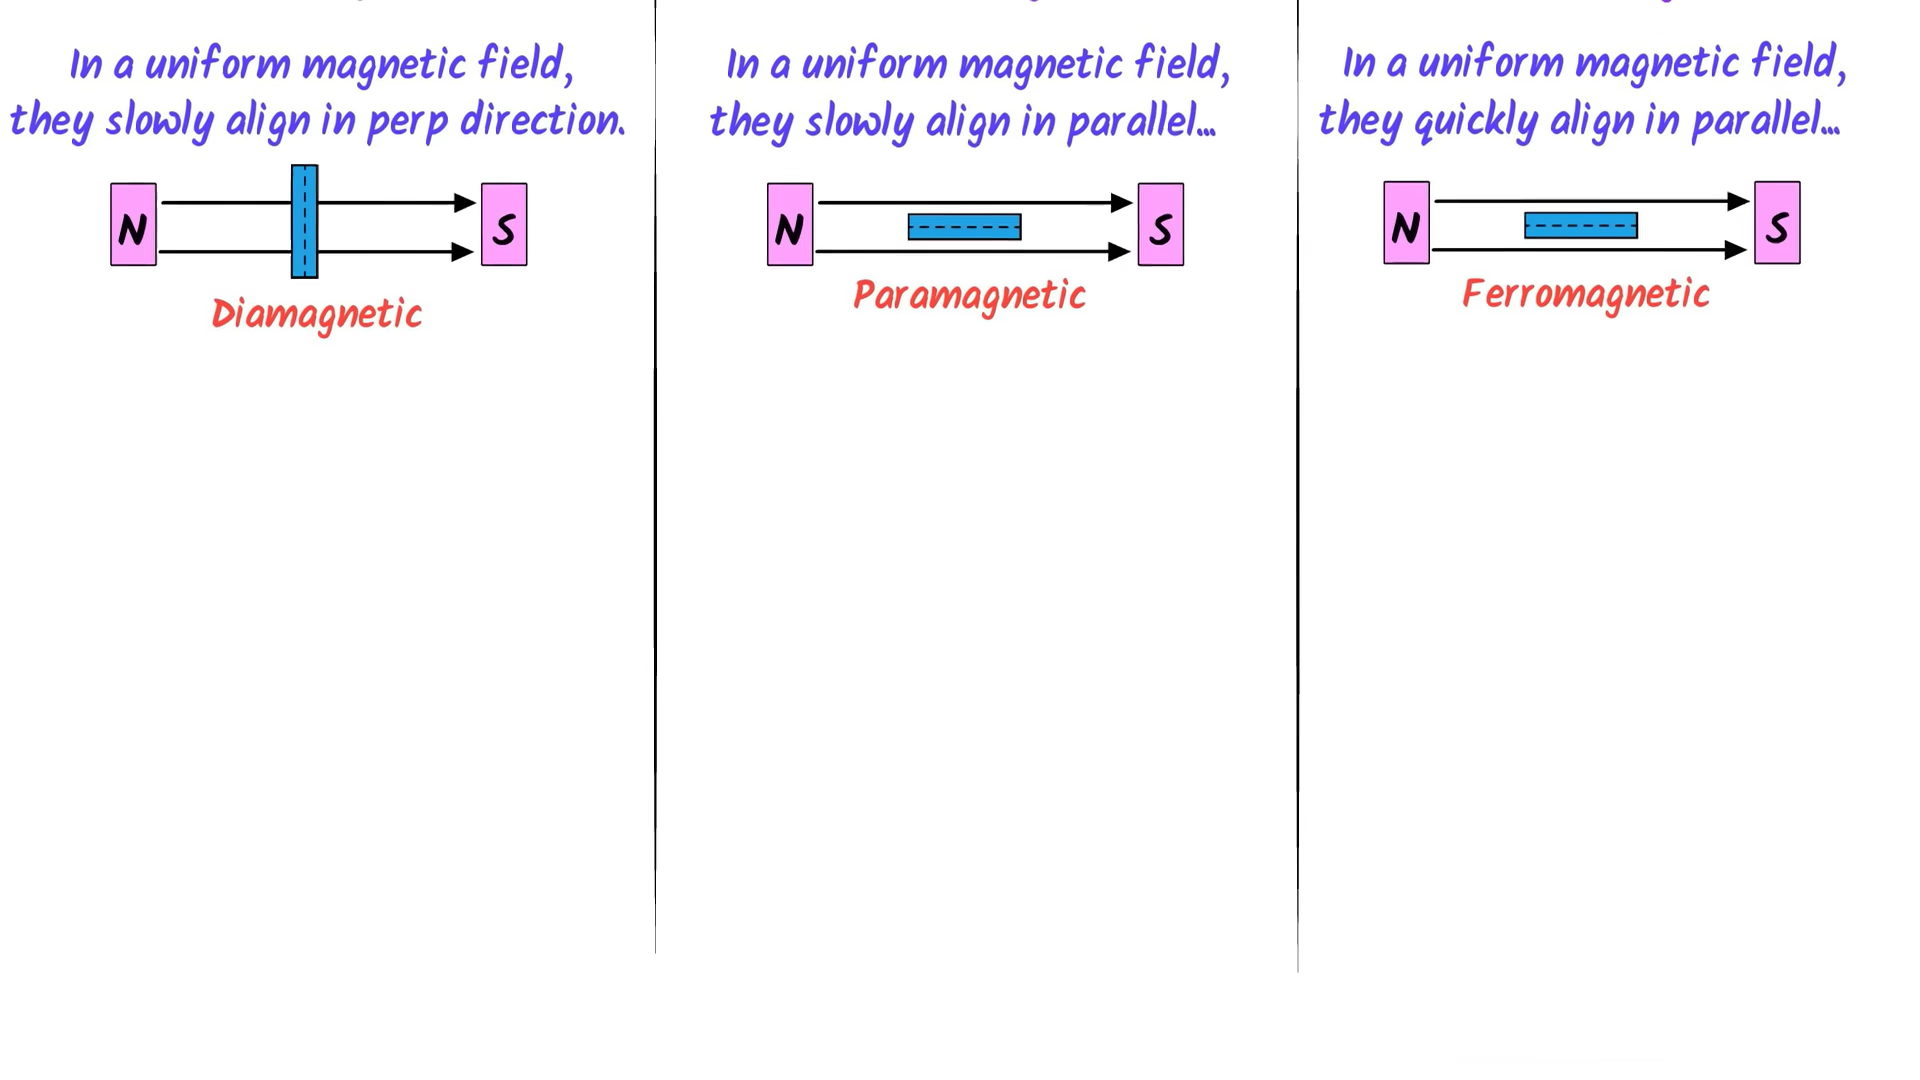 In a uniform magnetic field,
they slowly align in perp direction.
N
S
Diamagnetic
In a uniform magnetic field,
they slowly align in parallel...
N
S
Paramagnetic
In a uniform magnetic field,
they quickly align in parallel...
N
S
Ferromagnetic